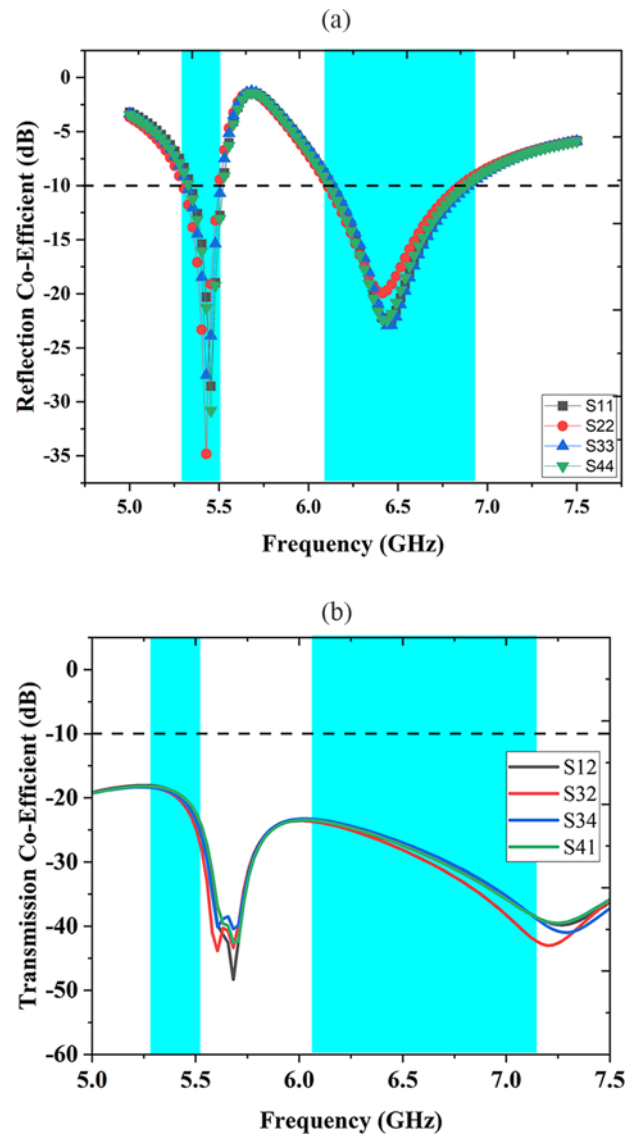 (a)
Reflection Co-Efficient (dB)
0
-5
-10
-15
-20
-25
-30
-35
S11
S22
S33
S44
5.0 5.5 6.0 6.5 7.0 7.5
Frequency (GHz)
(b)
Transmission Co-Efficient (dB)
0
-10
-20
-30
-40
-50
-60
S12
S32
S34
S41
5.0 5.5 6.0 6.5 7.0 7.5
Frequency (GHz)